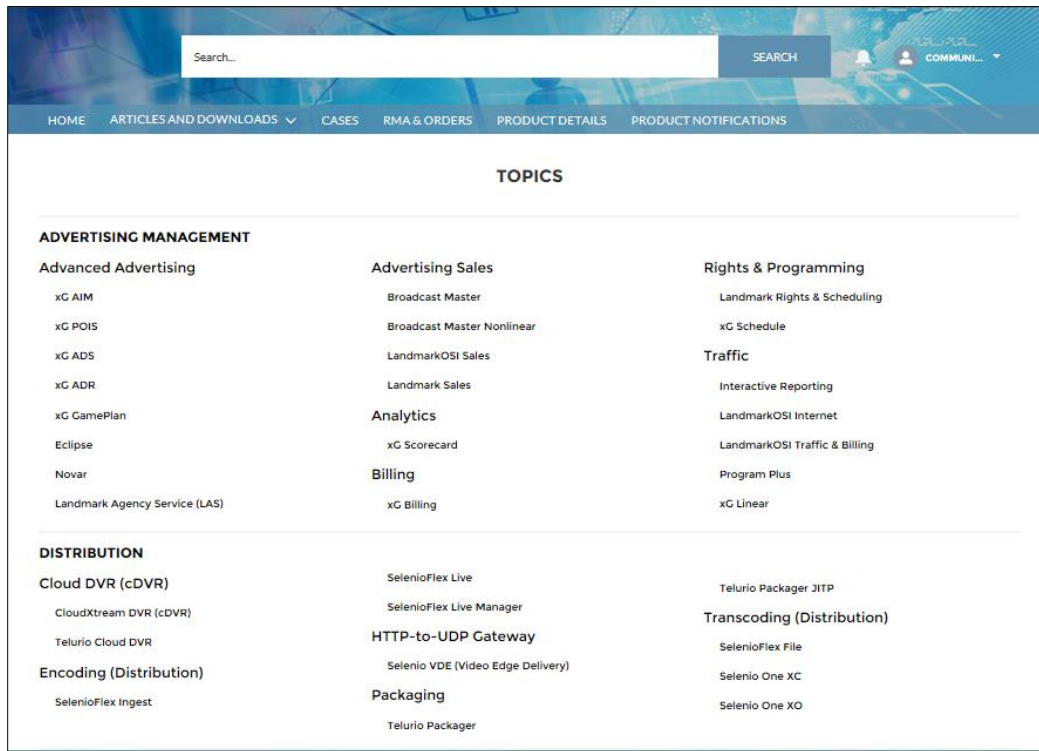 Search...
SEARCH
COMMUNI...
HOME
ARTICLES AND DOWNLOADS
CASES
RMA & ORDERS
PRODUCT DETAILS
PRODUCT NOTIFICATIONS
TOPICS
ADVERTISING MANAGEMENT
Advanced Advertising
xG AIM
xG POIS
xG ADS
xG ADR
xG GamePlan
Eclipse
Novar
Landmark Agency Service (LAS)
Advertising Sales
Broadcast Master
Broadcast Master Nonlinear
LandmarkOSI Sales
Landmark Sales
Analytics
xG Scorecard
Billing
xG Billing
Rights & Programming
Landmark Rights & Scheduling
xG Schedule
Traffic
Interactive Reporting
LandmarkOSI Internet
LandmarkOSI Traffic & Billing
Program Plus
xG Linear
DISTRIBUTION
Cloud DVR (cDVR)
CloudXtream DVR (cDVR)
Telurio Cloud DVR
Encoding (Distribution)
SelenioFlex Ingest
SelenioFlex Live
SelenioFlex Live Manager
HTTP-to-UDP Gateway
Selenio VDE (Video Edge Delivery)
Packaging
Telurio Packager
Telurio Packager JITP
Transcoding (Distribution)
SelenioFlex File
Selenio One XC
Selenio One XO